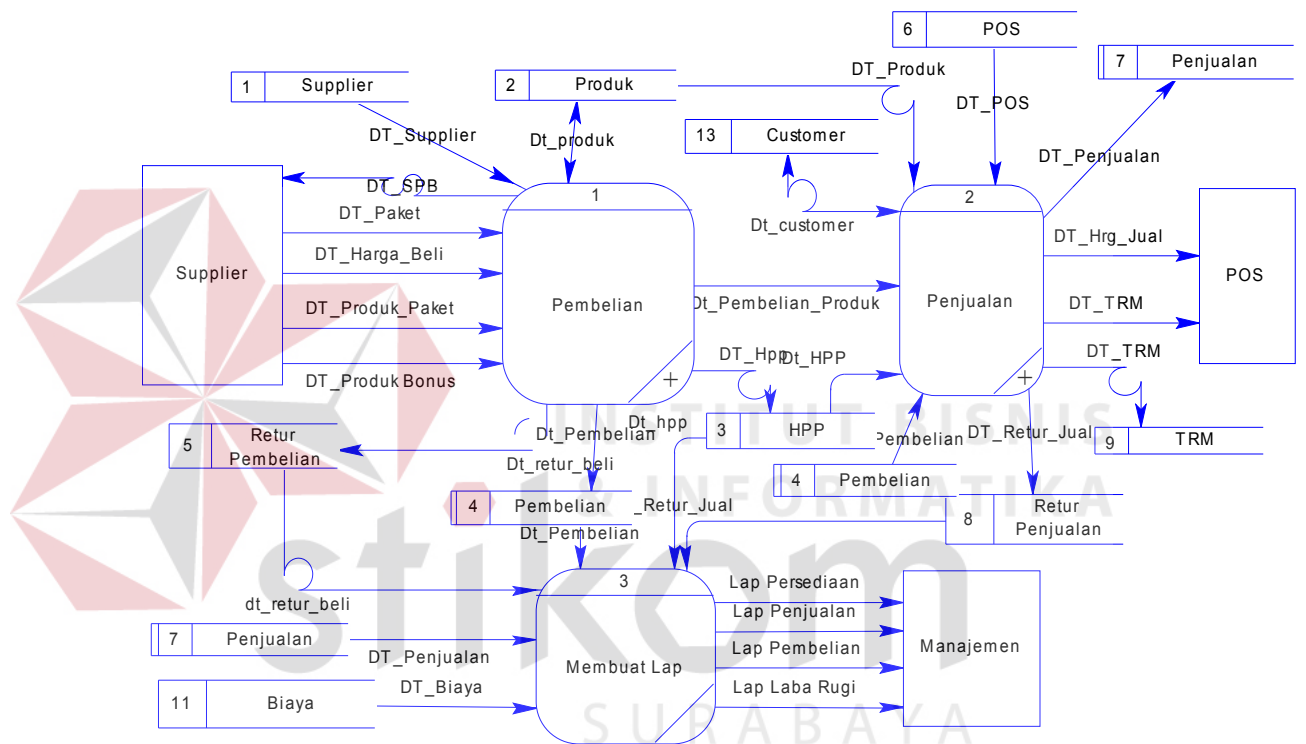 6 POS
7 Penjualan
1 Supplier
2 Produk
DT_Produk
DT_POS
13 Customer
DT_Supplier
Dt_produk
DT_Penjualan
DT_SPB
DT_Paket
1
2
Dt_customer
DT_Harga_Beli
DT_Hrg_Jual
Supplier
POS
Pembelian
Dt_Pembelian_Produk
Penjualan
DT_Produk_Paket
DT_TRM
DT_Hpp
Dt_HPP
DT_TRM
DT_Produk Bonus
+
+
INSTITUT BISNIS
5 Retur
Pembelian
Dt_Pembelian
Dt_hpp
3 HPP
Pembelian
DT_Retur_Jual
9 TRM
Dt_retur_beli
4 Pembelian
4 Pembelian
_Retur_Jual
& INFORMATIKA
8 Retur
Penjualan
Dt_Pembelian
stikom
3
Lap Persediaan
dt_retur_beli
Lap Penjualan
7 Penjualan
Manajemen
DT_Penjualan
Membuat Lap
Lap Pembelian
DT_Biaya
Lap Laba Rugi
11 Biaya
SURABAYA